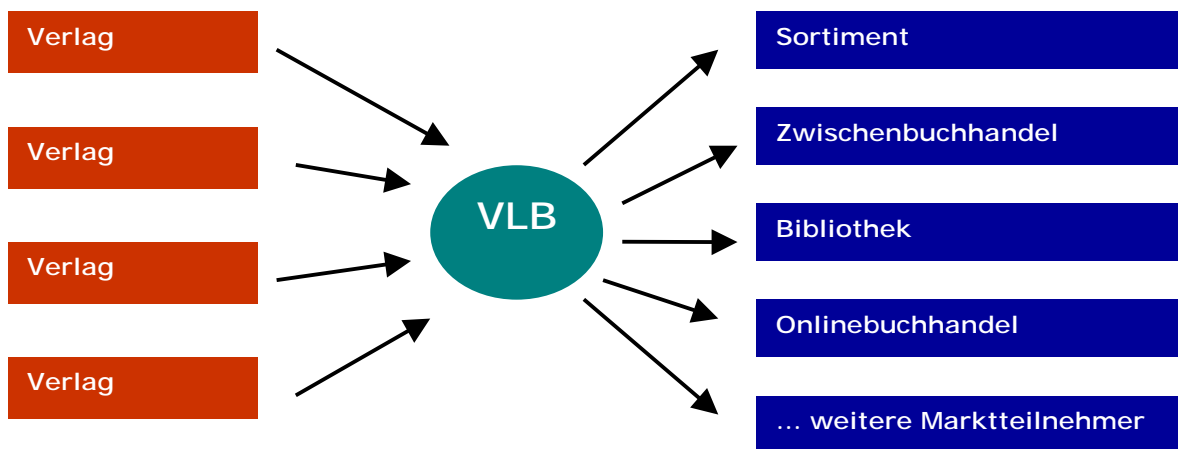 Verlag
Verlag
Verlag
Verlag
VLB
Sortiment
Zwischenbuchhandel
Bibliothek
Onlinebuchhandel
... weitere Marktteilnehmer